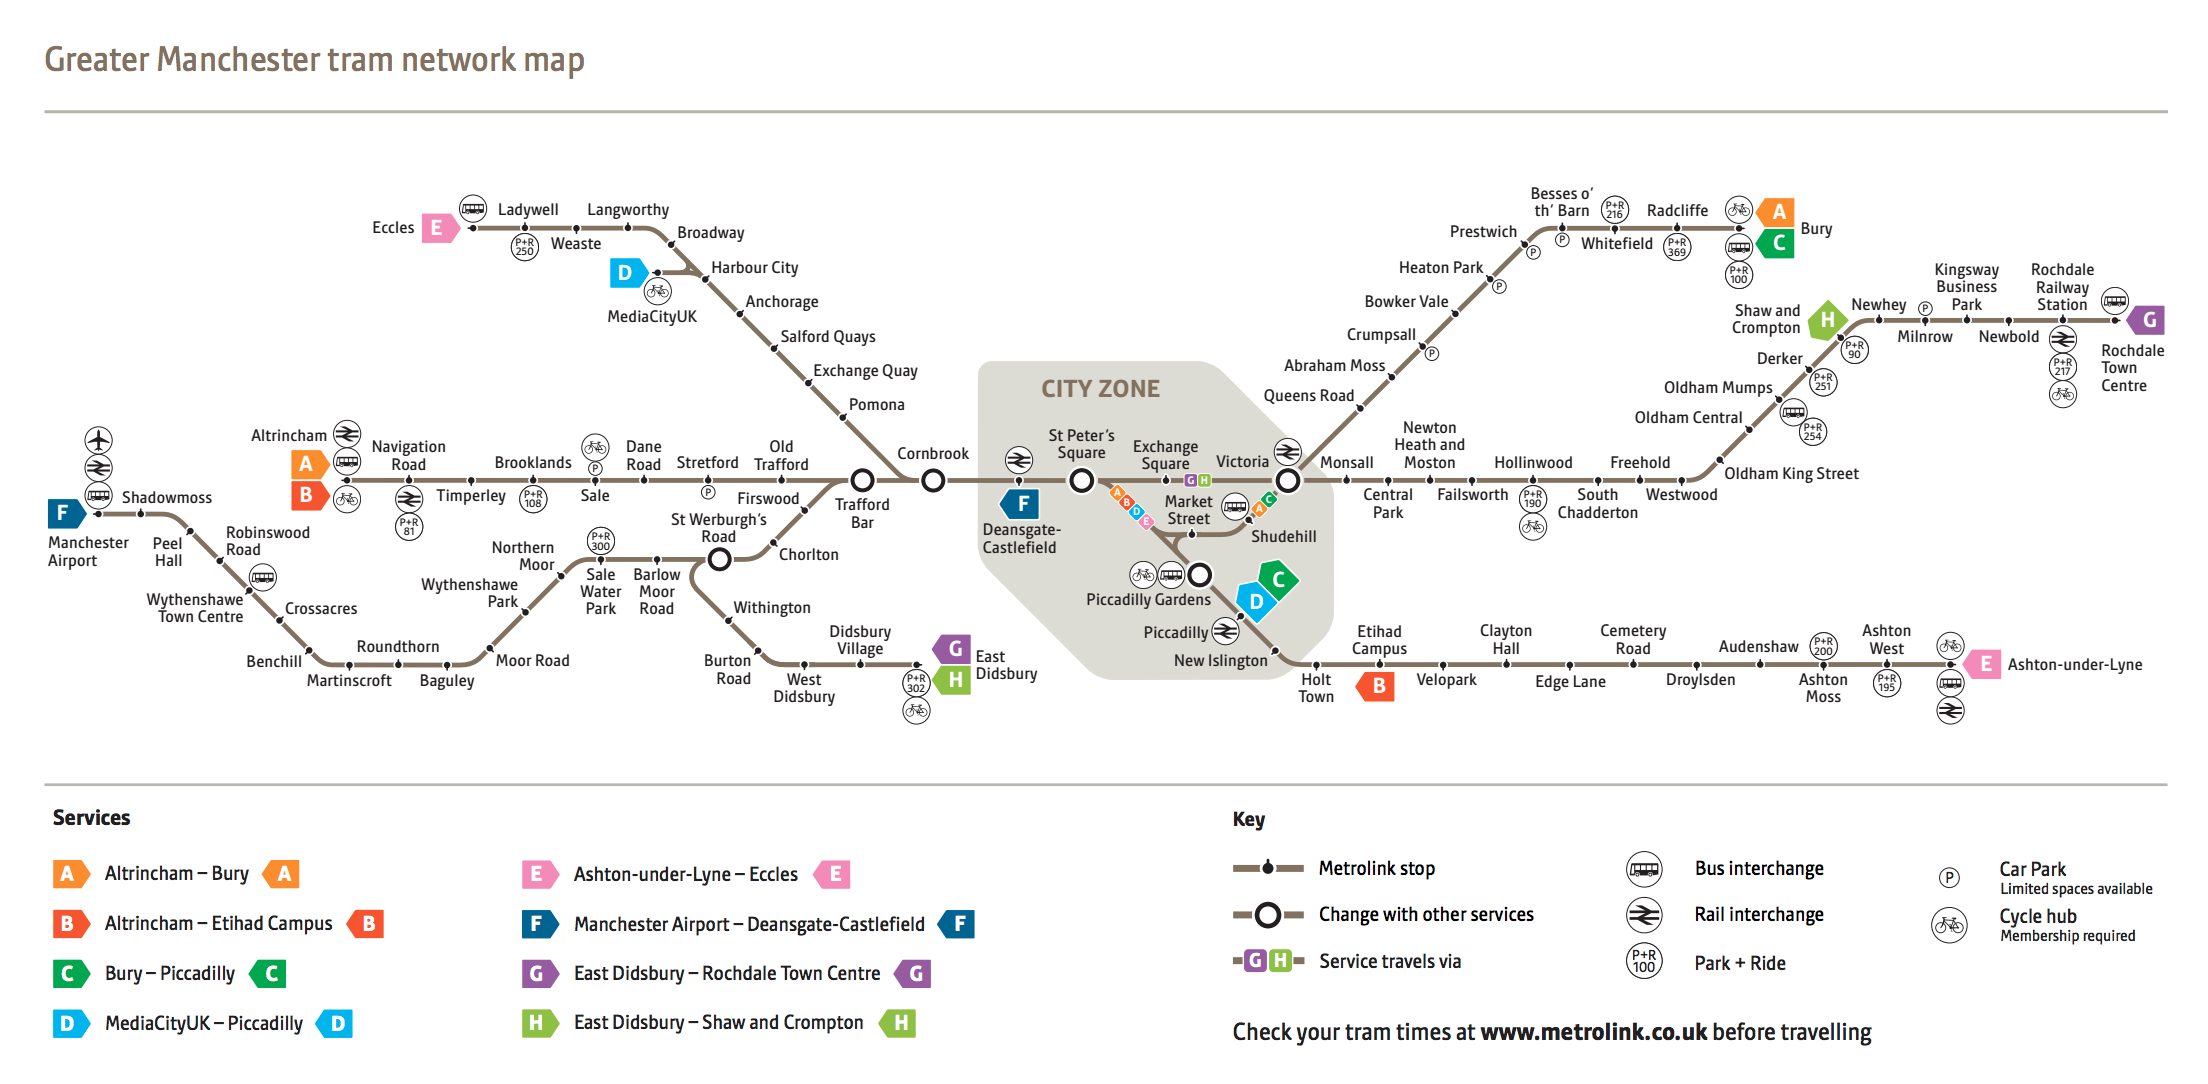 Greater Manchester tram network map
Eccles
E
Ladywell
P+R
250
Weaste
Langworthy
Broadway
D
MediaCityUK
Harbour City
Anchorage
Salford Quays
Exchange Quay
Pomona
Altrincham
A
B
Navigation
Road
P+R
81
Timperley
Brooklands
P+R
108
P
Sale
Dane
Road
Stretford
P
Old
Trafford
Trafford
Bar
Cornbrook
F
Manchester
Airport
Shadowmoss
Peel
Hall
Robinswood
Road
Wythenshawe
Town Centre
Crossacres
Benchill
Martinscroft
Roundthorn
Baguley
Moor Road
Wythenshawe
Park
Northern
Moor
P+R
300
Sale
Water
Park
Barlow
Moor
Road
St Werburgh's
Road
Chorlton
Firswood
Withington
Burton
Road
West
Didsbury
Didsbury
Village
P+R
302
G
H
East
Didsbury
CITY ZONE
F
Deansgate-
Castlefield
St Peter's
Square
Exchange
Square
G H
Victoria
A
B
D
E
Market
Street
A
C
Shudehill
Piccadilly Gardens
C
D
Piccadilly
New Islington
Queens Road
Abraham Moss
Crumpsall
P
Bowker Vale
Heaton Park
P
Prestwich
P
Besses o'
th' Barn
P
P+R
216
Whitefield
Radcliffe
P+R
369
A
C
Bury
P+R
100
Monsall
Central
Park
Newton
Heath and
Moston
Failsworth
Hollinwood
P+R
190
South
Chadderton
Freehold
Westwood
Oldham King Street
Oldham Central
Oldham Mumps
P+R
254
Derker
P+R
251
Shaw and
Crompton
H
P+R
90
Newhey
P
Milnrow
Kingsway
Business
Park
Newbold
Rochdale
Railway
Station
P+R
217
G
Rochdale
Town
Centre
Holt
Town
Etihad
Campus
B
Velopark
Clayton
Hall
Edge Lane
Cemetery
Road
Droylsden
Audenshaw
P+R
200
Ashton
Moss
Ashton
West
P+R
195
E
Ashton-under-Lyne
Services
A Altrincham – Bury A
B Altrincham – Etihad Campus B
C Bury – Piccadilly C
D MediaCityUK – Piccadilly D
E Ashton-under-Lyne – Eccles E
F Manchester Airport – Deansgate-Castlefield F
G East Didsbury – Rochdale Town Centre G
H East Didsbury – Shaw and Crompton H
Key
Metrolink stop
Change with other services
G H Service travels via
Bus interchange
Rail interchange
P+R
100
Park + Ride
P
Car Park
Limited spaces available
Cycle hub
Membership required
Check your tram times at www.metrolink.co.uk before travelling